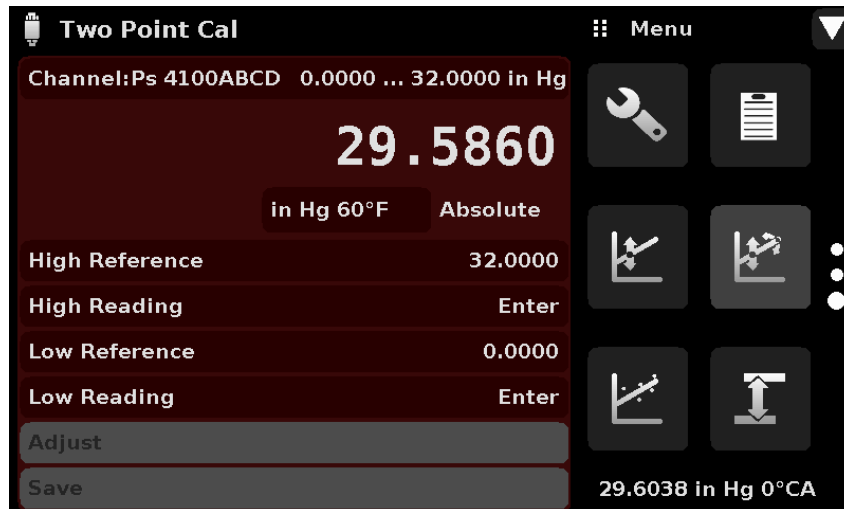 Two Point Cal
Menu
Channel:Ps 4100ABCD 0.0000 ... 32.0000 in Hg
29.5860
in Hg 60°F Absolute
High Reference 32.0000
High Reading Enter
Low Reference 0.0000
Low Reading Enter
Adjust
Save
29.6038 in Hg 0°CA